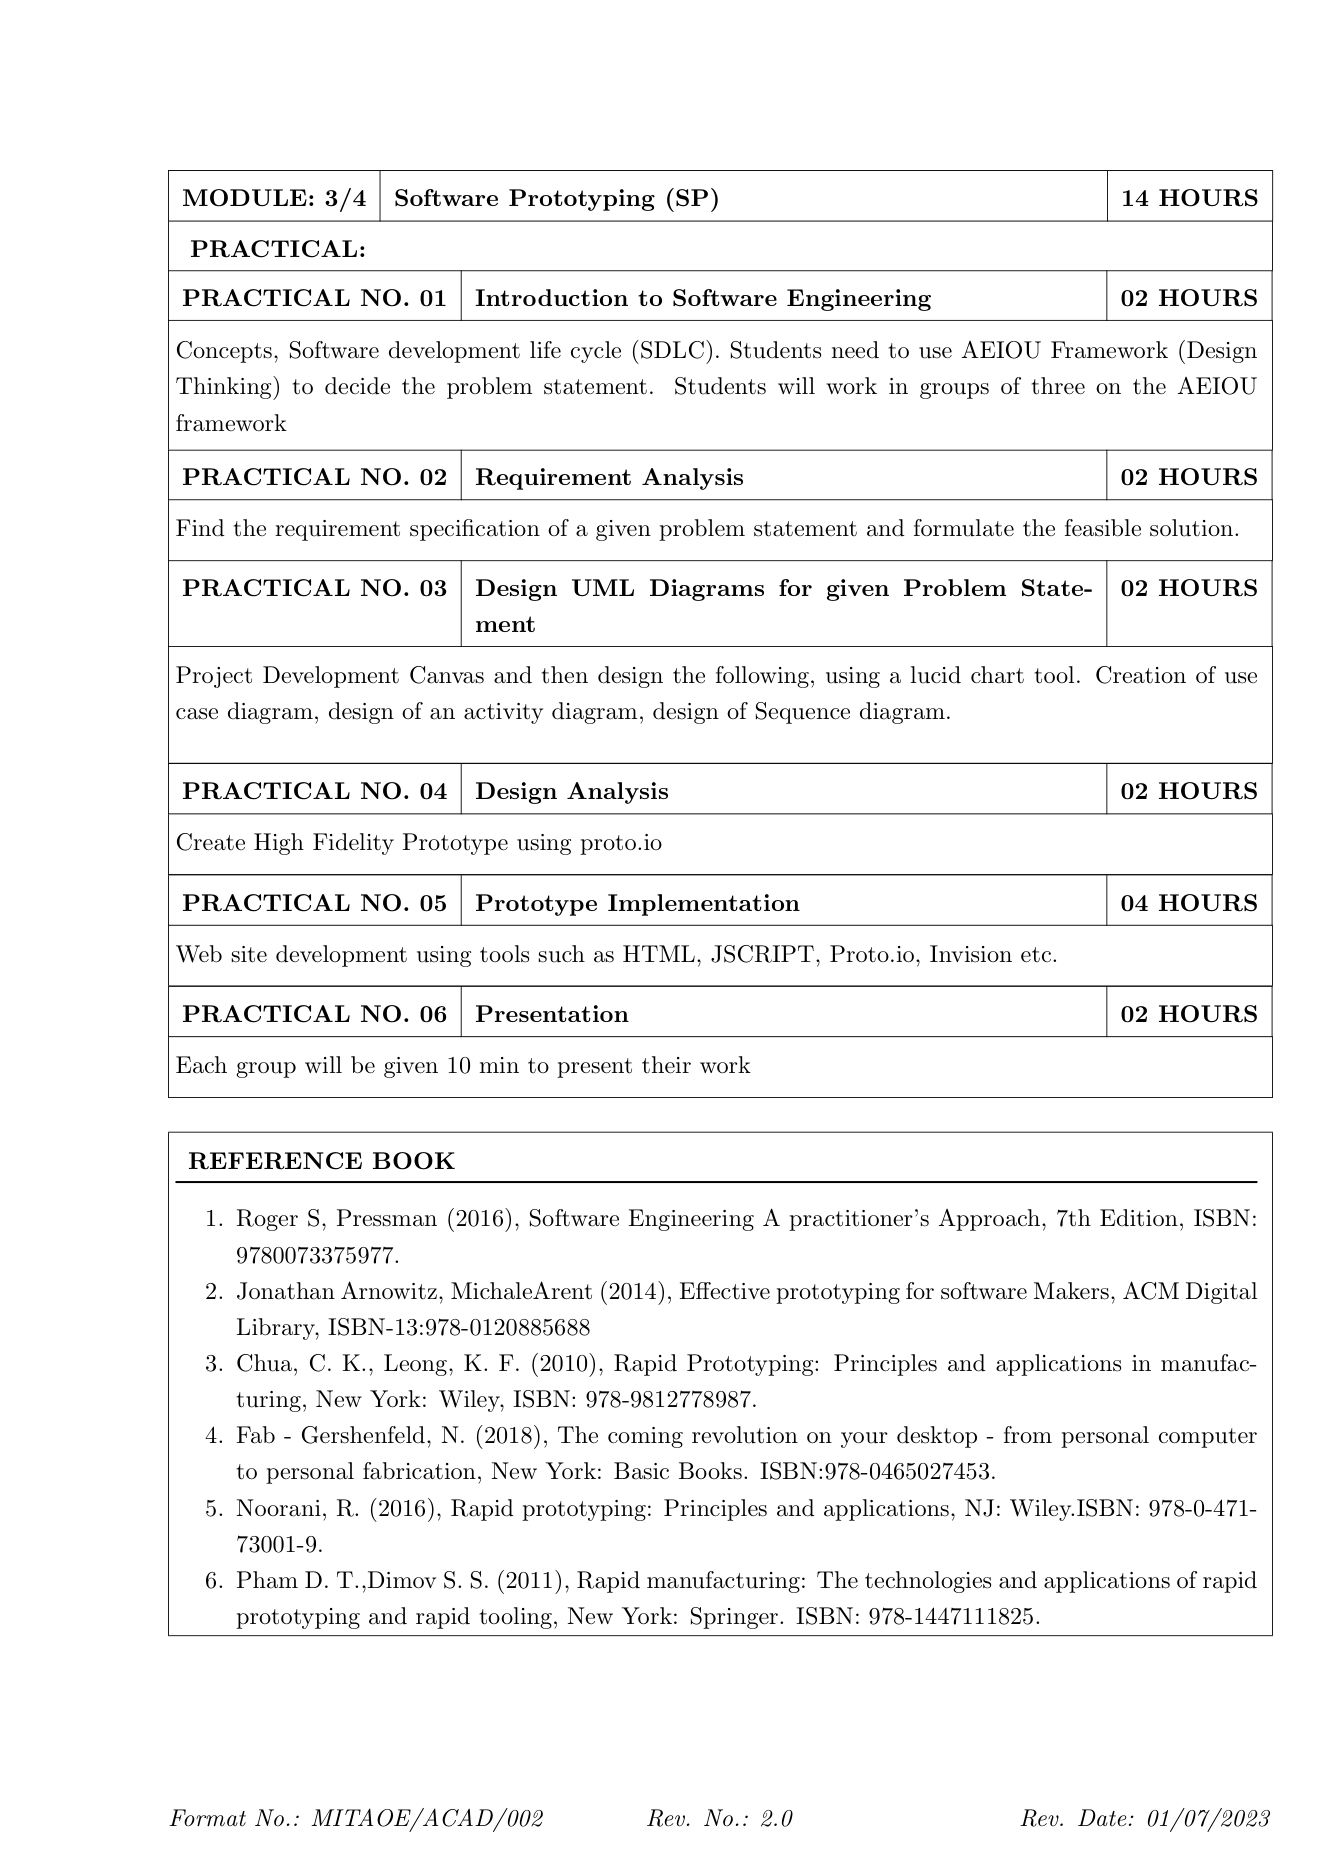 MODULE: 3/4 Software Prototyping (SP) 14 HOURS
PRACTICAL:
PRACTICAL NO. 01 Introduction to Software Engineering 02 HOURS
Concepts, Software development life cycle (SDLC). Students need to use AEIOU Framework (Design
Thinking) to decide the problem statement. Students will work in groups of three on the AEIOU
framework
PRACTICAL NO. 02 Requirement Analysis 02 HOURS
Find the requirement specification of a given problem statement and formulate the feasible solution.
PRACTICAL NO. 03 Design UML Diagrams for given Problem State- 02 HOURS
ment
Project Development Canvas and then design the following, using a lucid chart tool. Creation of use
case diagram, design of an activity diagram, design of Sequence diagram.
PRACTICAL NO. 04 Design Analysis 02 HOURS
Create High Fidelity Prototype using proto.io
PRACTICAL NO. 05 Prototype Implementation 04 HOURS
Web site development using tools such as HTML, JSCRIPT, Proto.io, Invision etc.
PRACTICAL NO. 06 Presentation 02 HOURS
Each group will be given 10 min to present their work
REFERENCE BOOK
1. Roger S, Pressman (2016), Software Engineering A practitioner's Approach, 7th Edition, ISBN:
9780073375977.
2. Jonathan Arnowitz, MichaleArent (2014), Effective prototyping for software Makers, ACM Digital
Library, ISBN-13:978-0120885688
3. Chua, C. K., Leong, K. F. (2010), Rapid Prototyping: Principles and applications in manufac-
turing, New York: Wiley, ISBN: 978-9812778987.
4. Fab - Gershenfeld, N. (2018), The coming revolution on your desktop - from personal computer
to personal fabrication, New York: Basic Books. ISBN:978-0465027453.
5. Noorani, R. (2016), Rapid prototyping: Principles and applications, NJ: Wiley.ISBN: 978-0-471-
73001-9.
6. Pham D. T.,Dimov S. S. (2011), Rapid manufacturing: The technologies and applications of rapid
prototyping and rapid tooling, New York: Springer. ISBN: 978-1447111825.
Format No.: MITAOE/ACAD/002 Rev. No.: 2.0 Rev. Date: 01/07/2023